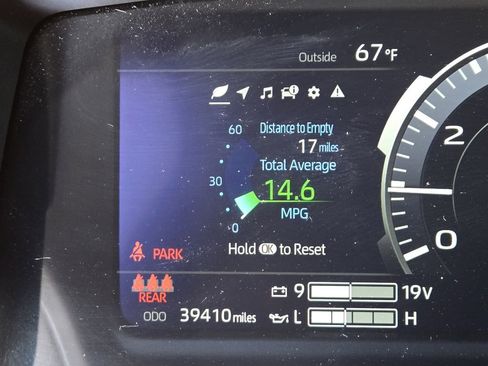 Outside 67°F
60
Distance to Empty
17 miles
Total Average
30
14.6
MPG
0
Hold OK to Reset
2
0
PARK
REAR
9 19V
ODO 39410 miles
L H